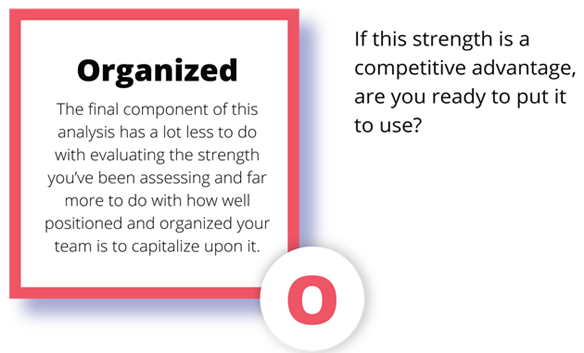 Organized
The final component of this
analysis has a lot less to do
with evaluating the strength
you’ve been assessing and far
more to do with how well
positioned and organized your
team is to capitalize upon it.
O
If this strength is a
competitive advantage,
are you ready to put it
to use?